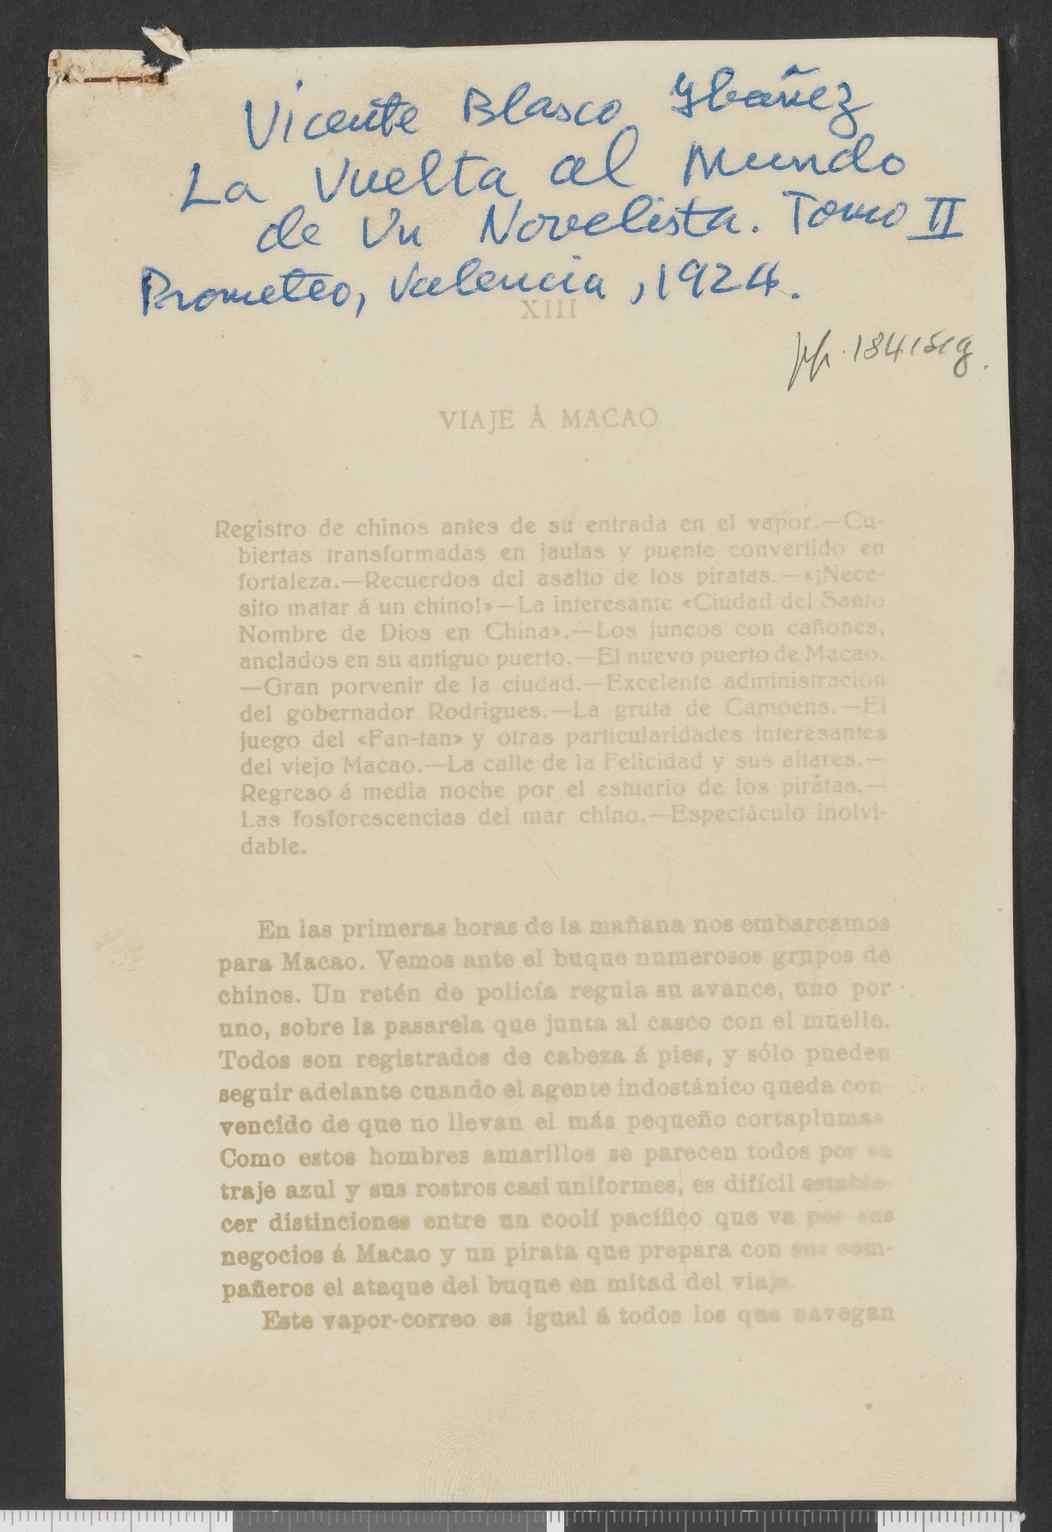 Vicente Blasco Ybañez
La Vuelta al Mundo
de Un Novelista. Tomo II
Prometeo, Valencia, 1924.
XIII
pp. 184 i sig.
VIAJE Á MACAO
Registro de chinos antes de su entrada en el vapor.—Cu-
biertas transformadas en jaulas y puente convertido en
fortaleza.—Recuerdos del asalto de los piratas.—«¡Nece-
sito matar á un chino!»—La interesante «Ciudad del Santo
Nombre de Dios en China».—Los juncos con cañones,
anclados en su antiguo puerto.—El nuevo puerto de Macao.
—Gran porvenir de la ciudad.—Excelente administración
del gobernador Rodrigues.—La gruta de Camoens.—El
juego del «Fan-tan» y otras particularidades interesantes
del viejo Macao.—La calle de la Felicidad y sus altares.—
Regreso á media noche por el estuario de los piratas.—
Las fosforescencias del mar chino.—Espectáculo inolvi-
dable.
En las primeras horas de la mañana nos embarcamos
para Macao. Vemos ante el buque numerosos grupos de
chinos. Un retén de policía regula su avance, uno por
uno, sobre la pasarela que junta al casco con el muelle.
Todos son registrados de cabeza á pies, y sólo pueden
seguir adelante cuando el agente indostánico queda con-
vencido de que no llevan el más pequeño cortaplumas.
Como estos hombres amarillos se parecen todos por su
traje azul y sus rostros casi uniformes, es difícil estable-
cer distinciones entre un coolí pacífico que va por sus
negocios á Macao y un pirata que prepara con sus com-
pañeros el ataque del buque en mitad del viaje.
Este vapor-correo es igual á todos los que navegan